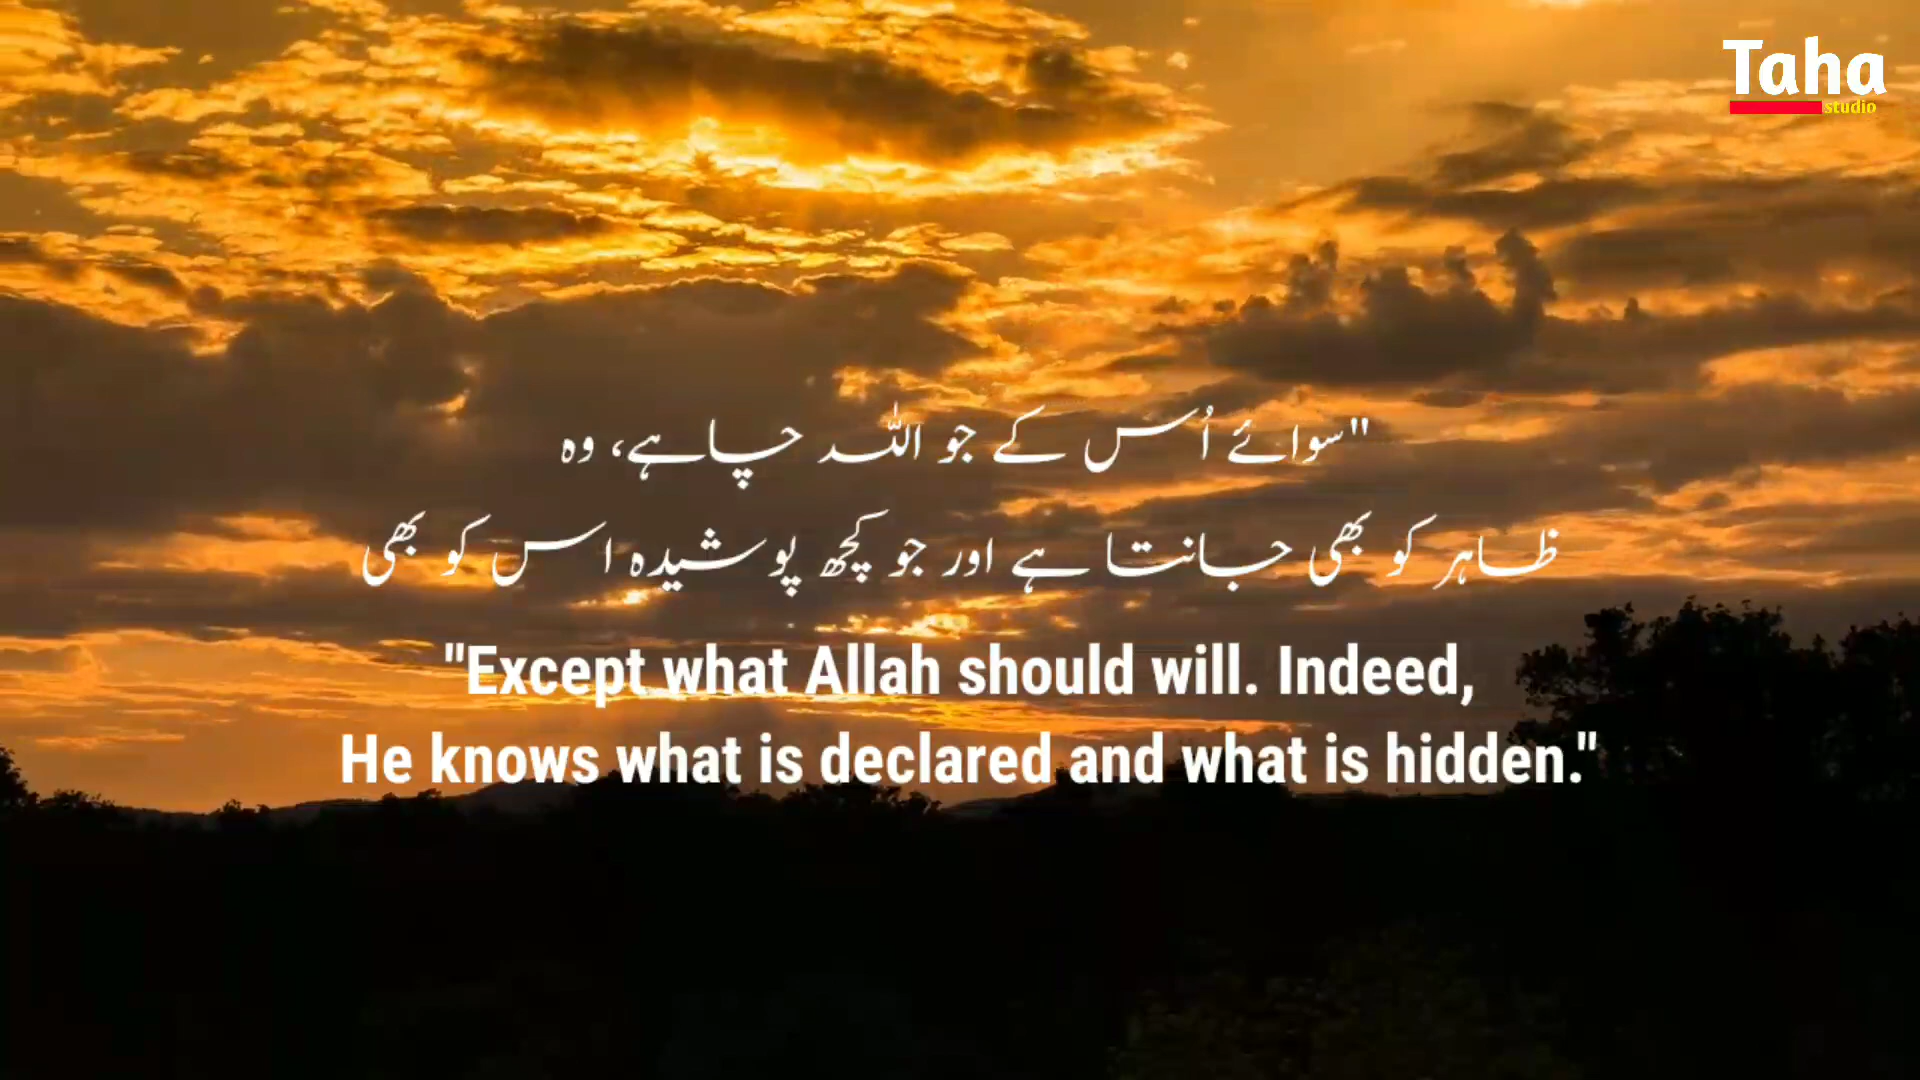 Taha
studio
"سوائے اُس کے جو اللہ چاہے، وہ
ظاہر کو بھی جانتا ہے اور جو کچھ پوشیدہ اس کو بھی
"Except what Allah should will. Indeed,
He knows what is declared and what is hidden."